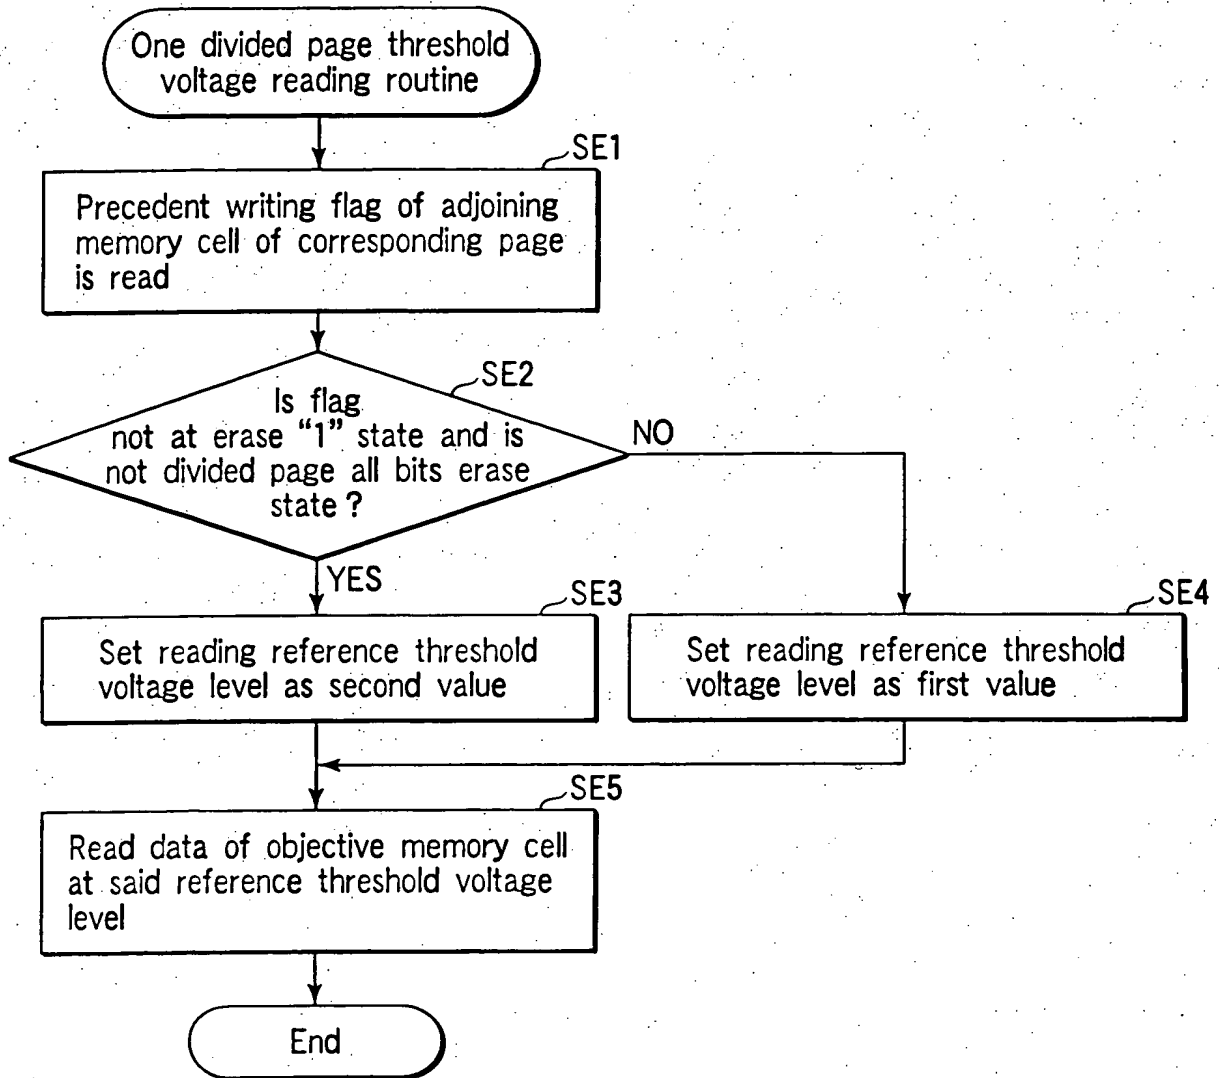 One divided page threshold
voltage reading routine
SE1
Precedent writing flag of adjoining
memory cell of corresponding page
is read
SE2
Is flag
not at erase “1” state and is
not divided page all bits erase
state ?
NO
YES
SE3
Set reading reference threshold
voltage level as second value
SE4
Set reading reference threshold
voltage level as first value
SE5
Read data of objective memory cell
at said reference threshold voltage
level
End